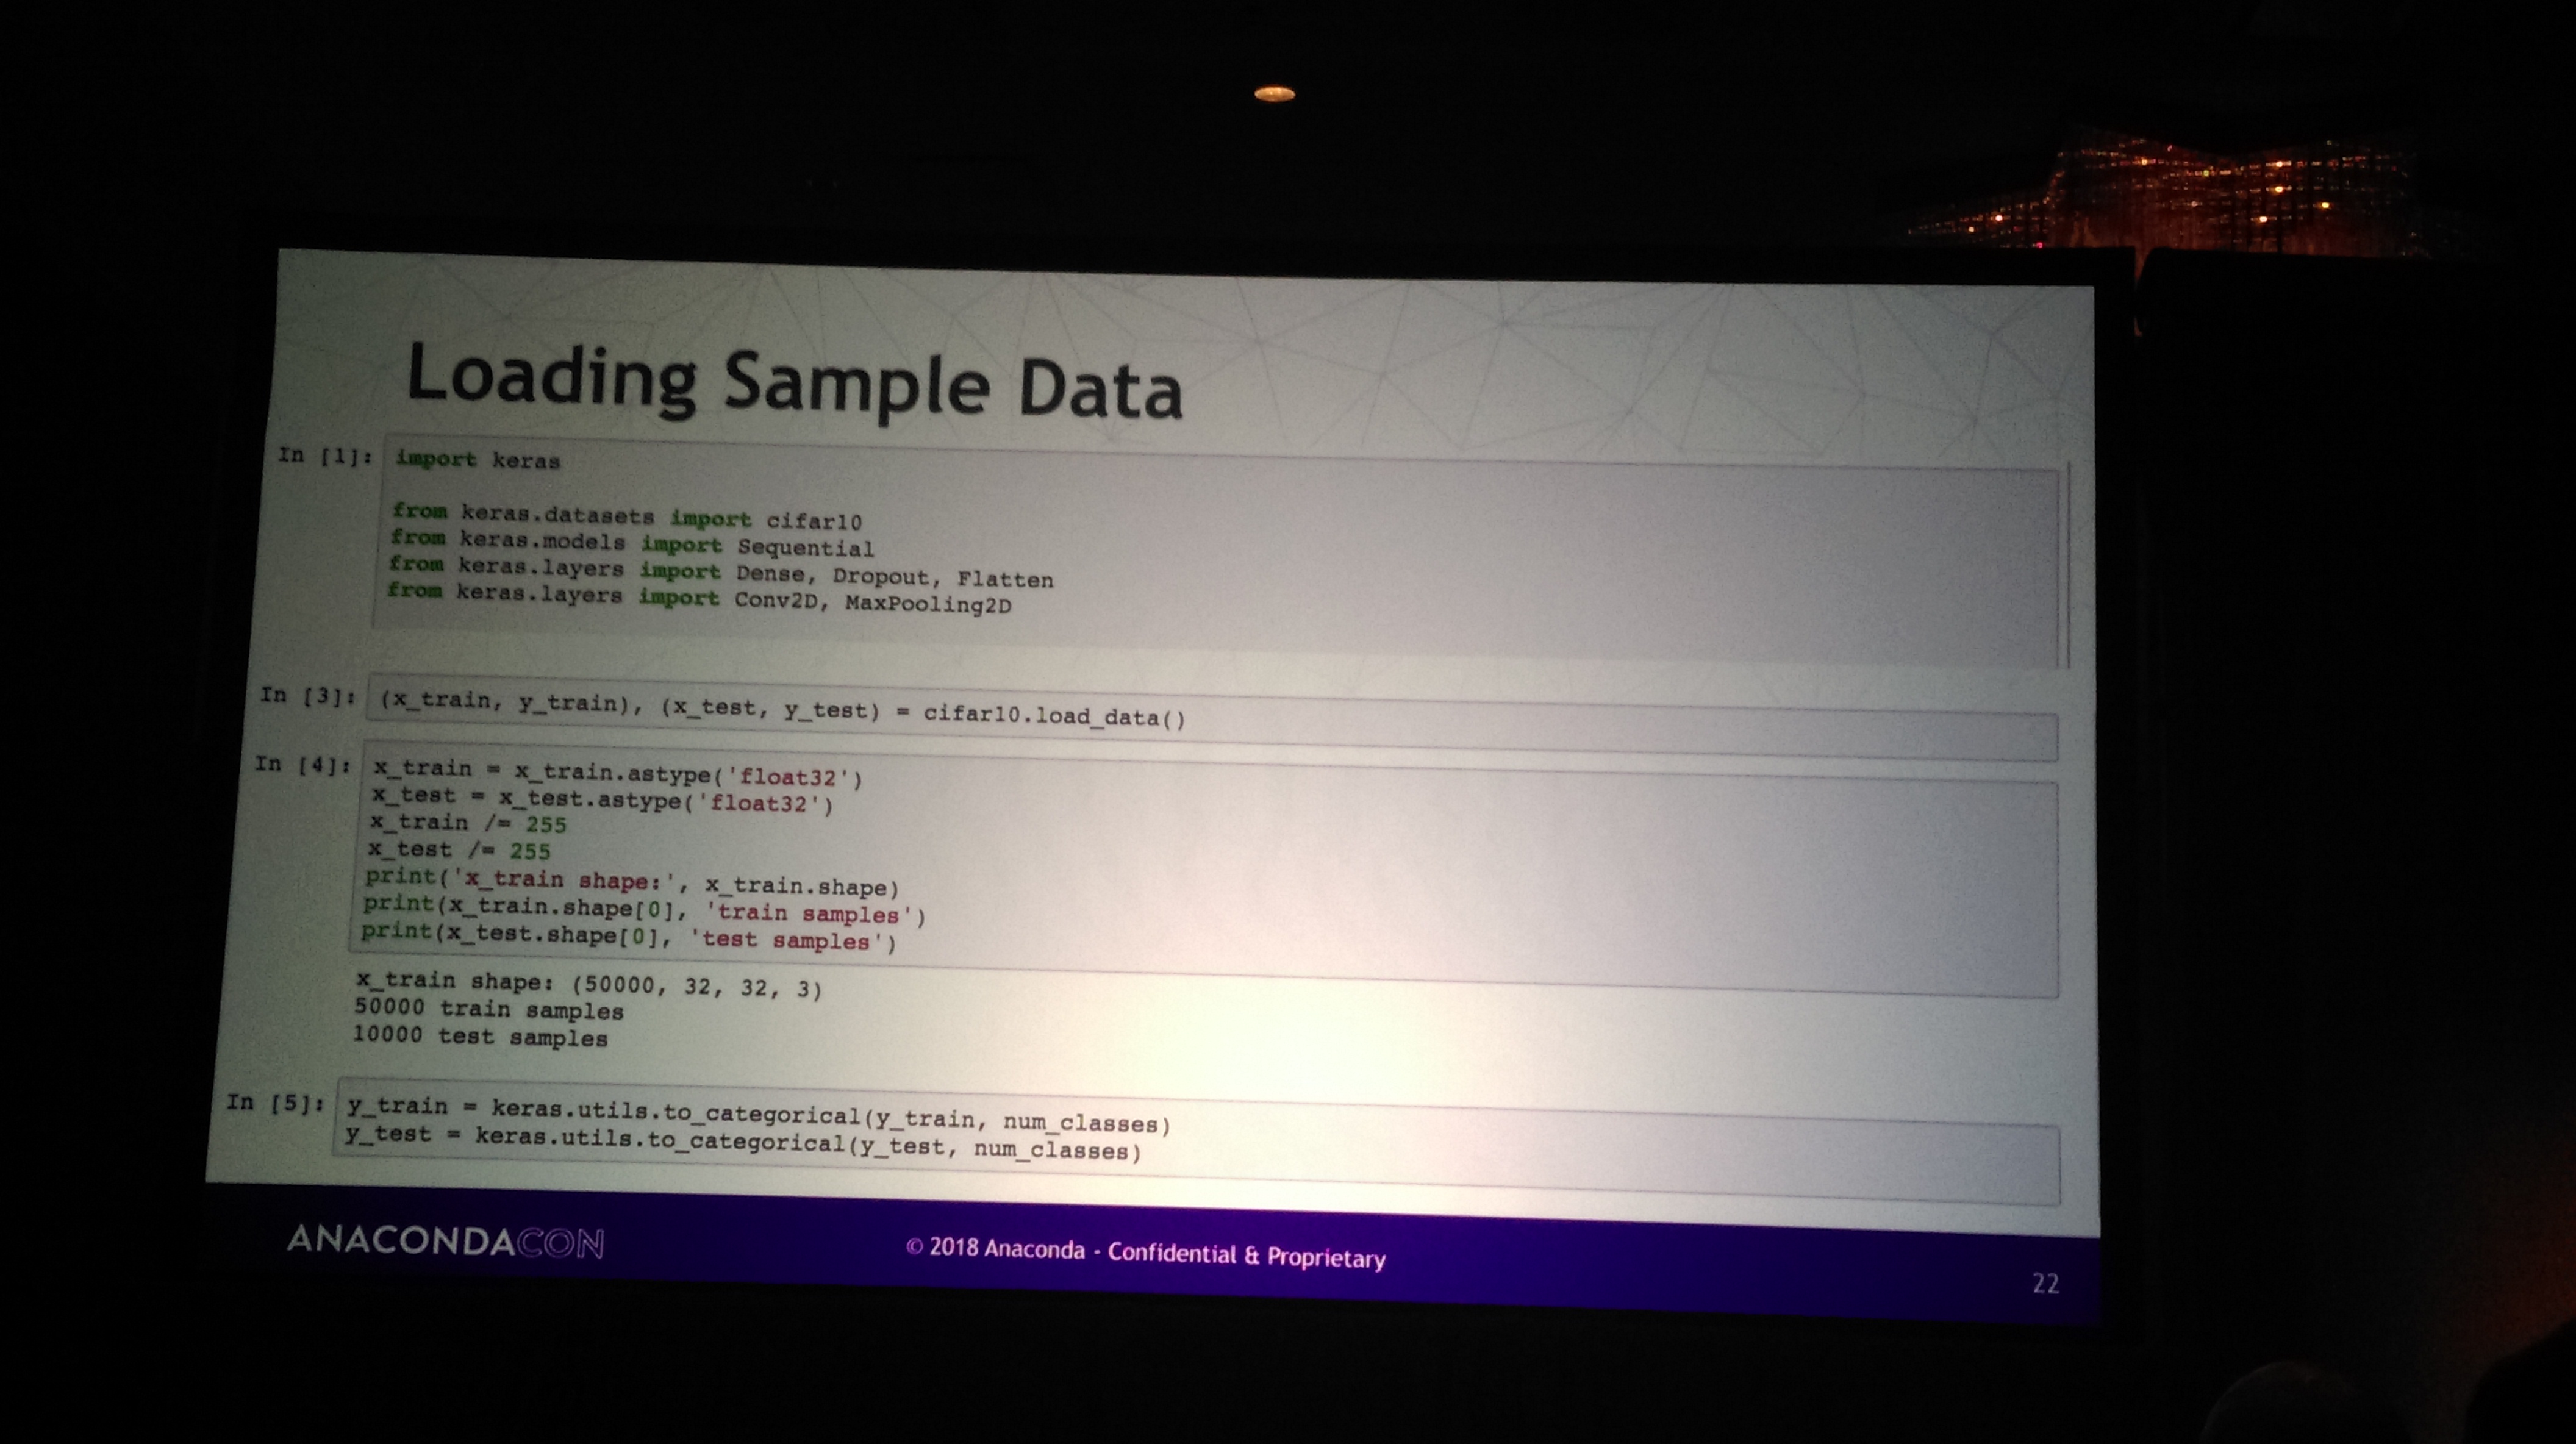 Loading Sample Data
In [1]: import keras
from keras.datasets import cifar10
from keras.models import Sequential
from keras.layers import Dense, Dropout, Flatten
from keras.layers import Conv2D, MaxPooling2D
In [3]: (x_train, y_train), (x_test, y_test) = cifar10.load_data()
In [4]: x_train = x_train.astype('float32')
x_test = x_test.astype('float32')
x_train /= 255
x_test /= 255
print('x_train shape:', x_train.shape)
print(x_train.shape[0], 'train samples')
print(x_test.shape[0], 'test samples')
x_train shape: (50000, 32, 32, 3)
50000 train samples
10000 test samples
In [5]: y_train = keras.utils.to_categorical(y_train, num_classes)
y_test = keras.utils.to_categorical(y_test, num_classes)
ANACONDACON
© 2018 Anaconda - Confidential & Proprietary
22